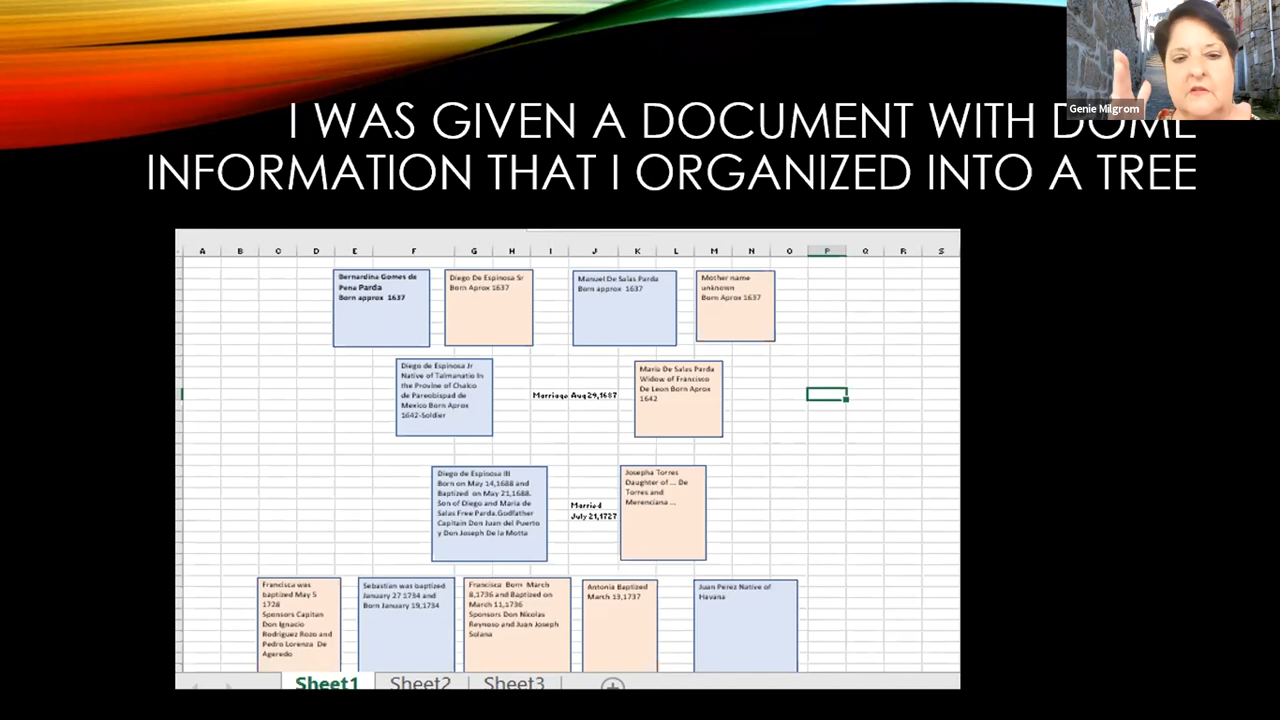 Genie Milgrom
I WAS GIVEN A DOCUMENT WITH DOME
INFORMATION THAT I ORGANIZED INTO A TREE
A B C D E F G H I J K L M N O P Q R S
Bernardina Gomes de
Pena Parda
Born approx 1637
Diego De Espinosa Sr
Born Aprox 1637
Manuel De Salas Parda
Born approx 1637
Mother name
unknown
Born Aprox 1637
Diego de Espinosa Jr
Native of Talmanatlo In
the Provine of Chalco
de Pareobispad de
Mexico Born Aprox
1642-Soldier
Marriage Aug 29,1687
Maria De Salas Parda
Widow of Francisco
De Leon Born Aprox
1642
Diego de Espinosa III
Born on May 14,1688 and
Baptized on May 21,1688.
Son of Diego and Maria de
Salas Free Parda.Godfather
Capitain Don Juan del Puerto
y Don Joseph De la Motta
Married
July 21,1727
Josepha Torres
Daughter of ... De
Torres and
Merenciana ...
Francisca was
baptized May 5
1728
Sponsors Capitan
Don Ignacio
Rodriguez Rozo and
Pedro Lorenza De
Ageredo
Sebastian was baptized
January 27 1734 and
Born January 19,1734
Francisca Born March
8,1736 and Baptized on
March 11,1736
Sponsors Don Nicolas
Reynoso and Juan Joseph
Solana
Antonia Baptized
March 13,1737
Juan Perez Native of
Havana
Sheet1 Sheet2 Sheet3